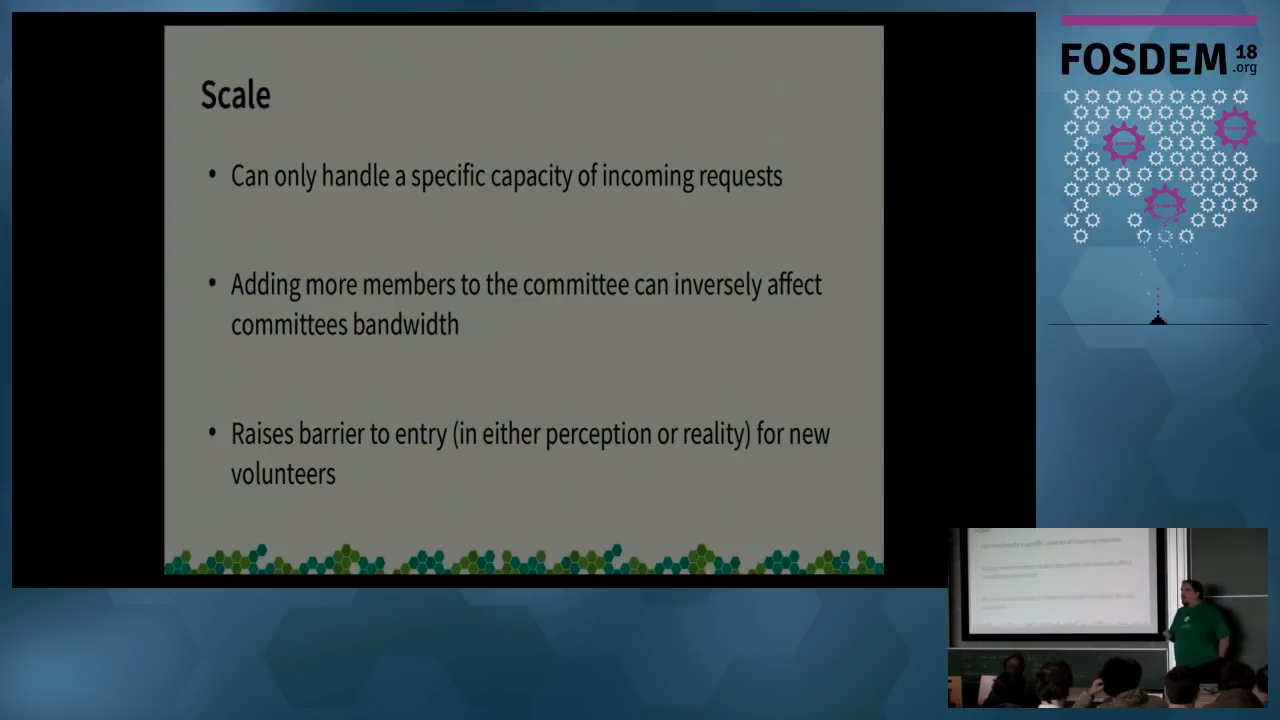 Scale
• Can only handle a specific capacity of incoming requests
• Adding more members to the committee can inversely affect
committees bandwidth
• Raises barrier to entry (in either perception or reality) for new
volunteers
FOSDEM 18
.org